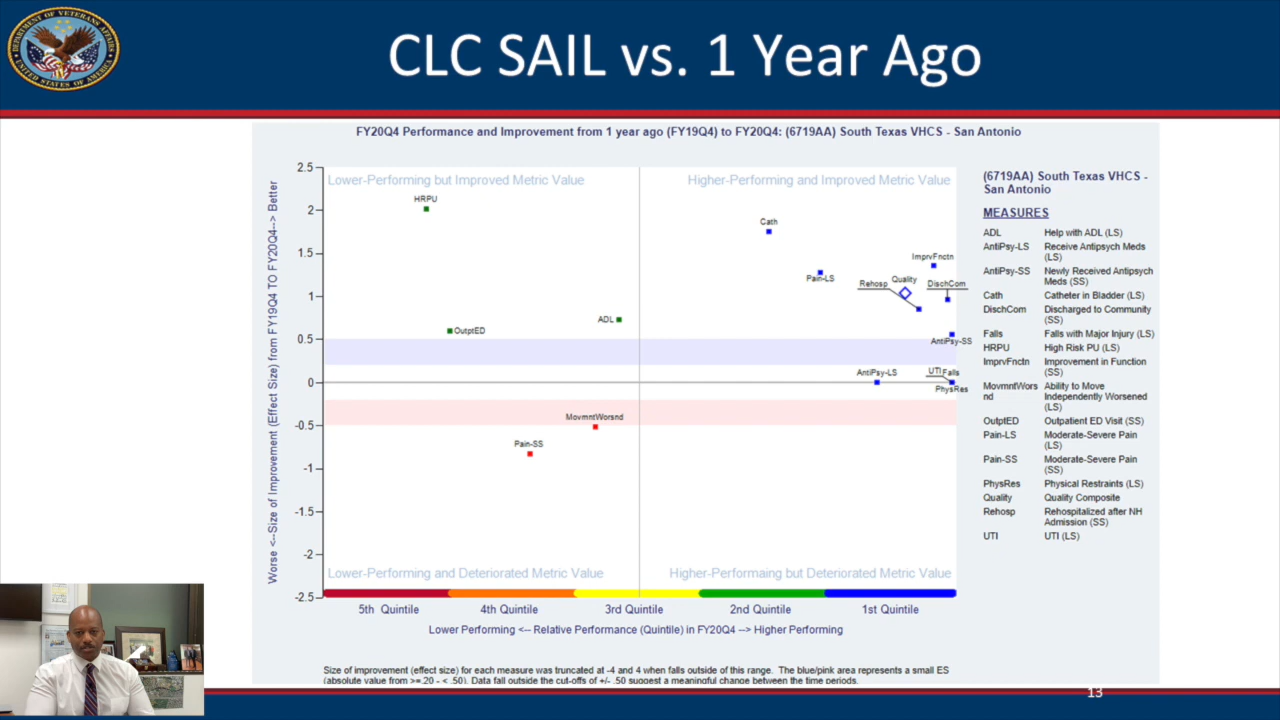 DEPARTMENT OF VETERANS AFFAIRS
UNITED STATES OF AMERICA
CLC SAIL vs. 1 Year Ago
FY20Q4 Performance and Improvement from 1 year ago (FY19Q4) to FY20Q4: (6719AA) South Texas VHCS - San Antonio
Worse <--Size of Improvement (Effect Size) from FY19Q4 TO FY20Q4--> Better
2.5
2
1.5
1
0.5
0
-0.5
-1
-1.5
-2
-2.5
Lower-Performing but Improved Metric Value
Higher-Performing and Improved Metric Value
HRPU
Cath
ImprvFnctn
Pain-LS
Rehosp
Quality
DischCom
ADL
OutptED
AntiPsy-SS
AntiPsy-LS
UTI
Falls
PhysRes
MovmntWorsnd
Pain-SS
Lower-Performing and Deteriorated Metric Value
Higher-Performaing but Deteriorated Metric Value
5th Quintile
4th Quintile
3rd Quintile
2nd Quintile
1st Quintile
Lower Performing <-- Relative Performance (Quintile) in FY20Q4 --> Higher Performing
(6719AA) South Texas VHCS -
San Antonio
MEASURES
ADL Help with ADL (LS)
AntiPsy-LS Receive Antipsych Meds
(LS)
AntiPsy-SS Newly Received Antipsych
Meds (SS)
Cath Catheter in Bladder (LS)
DischCom Discharged to Community
(SS)
Falls Falls with Major Injury (LS)
HRPU High Risk PU (LS)
ImprvFnctn Improvement in Function
(SS)
MovmntWors Ability to Move
nd Independently Worsened
(LS)
OutptED Outpatient ED Visit (SS)
Pain-LS Moderate-Severe Pain
(LS)
Pain-SS Moderate-Severe Pain
(SS)
PhysRes Physical Restraints (LS)
Quality Quality Composite
Rehosp Rehospitalized after NH
Admission (SS)
UTI UTI (LS)
Size of improvement (effect size) for each measure was truncated at -4 and 4 when falls outside of this range. The blue/pink area represents a small ES
(absolute value from >=.20 - < .50). Data fall outside the cut-offs of +/- .50 suggest a meaningful change between the time periods.
13